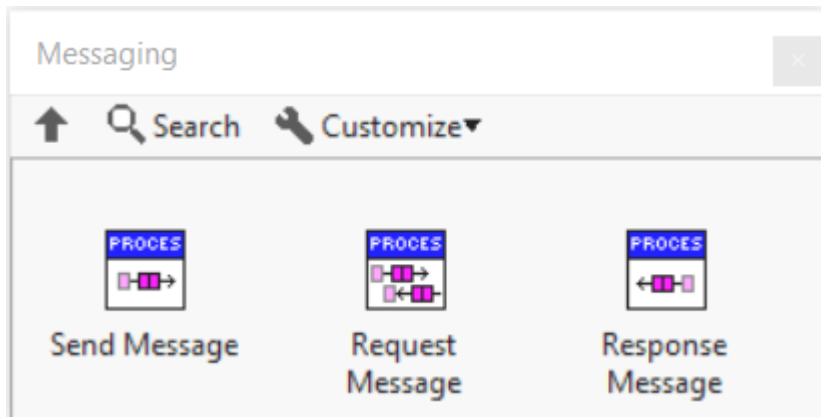 Messaging
Search Customize
PROCES PROCES PROCES
Send Message Request Message Response Message